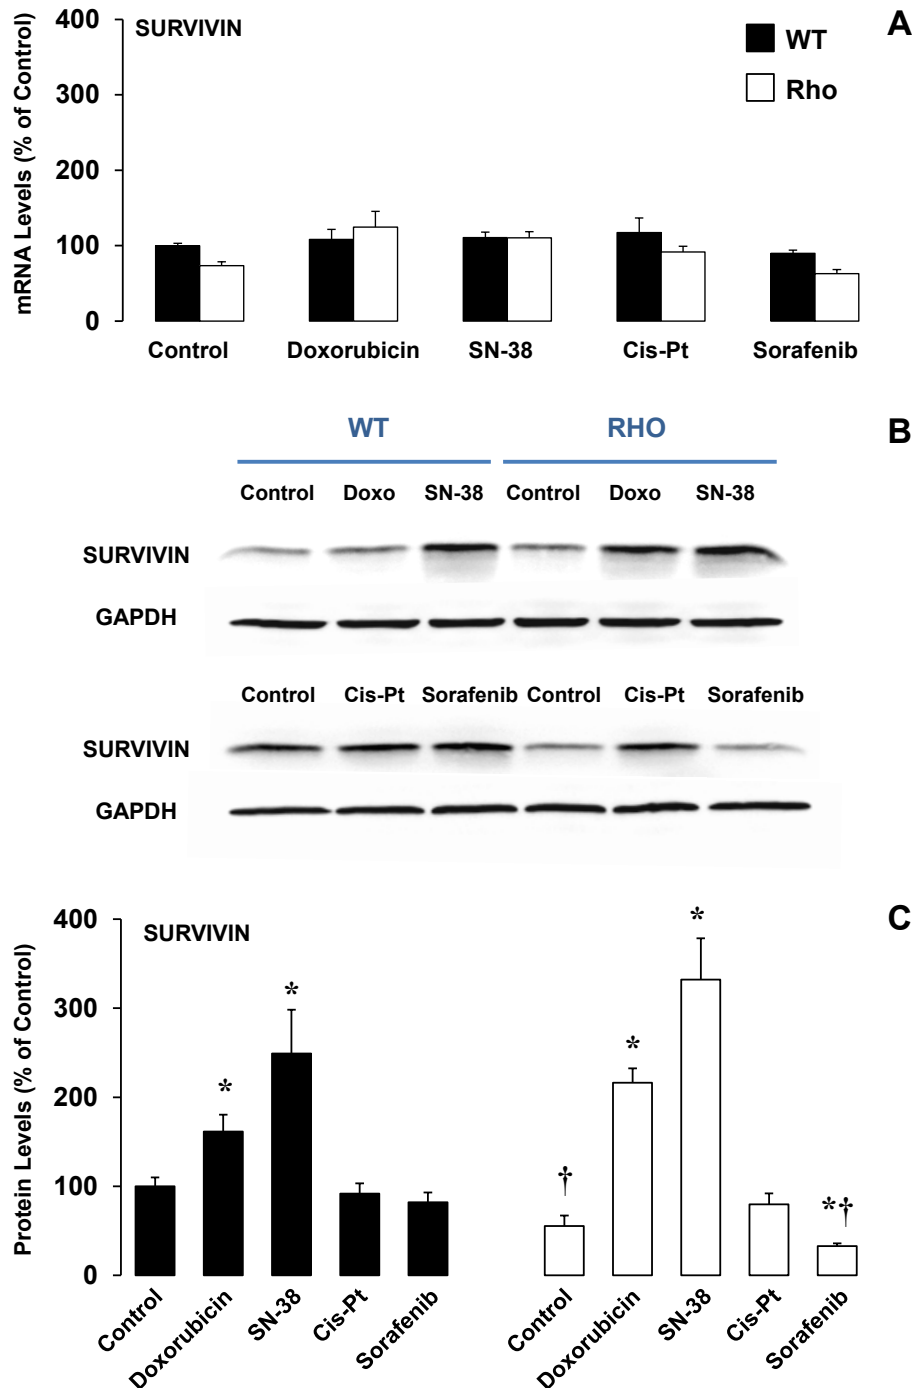 SURVIVIN
A
WT
Rho
mRNA Levels (% of Control)
400
300
200
100
0
Control Doxorubicin SN-38 Cis-Pt Sorafenib
B
WT RHO
Control Doxo SN-38 Control Doxo SN-38
SURVIVIN
GAPDH
Control Cis-Pt Sorafenib Control Cis-Pt Sorafenib
SURVIVIN
GAPDH
C
SURVIVIN
Protein Levels (% of Control)
400
300
200
100
0
* * † * * *†
Control Doxorubicin SN-38 Cis-Pt Sorafenib Control Doxorubicin SN-38 Cis-Pt Sorafenib